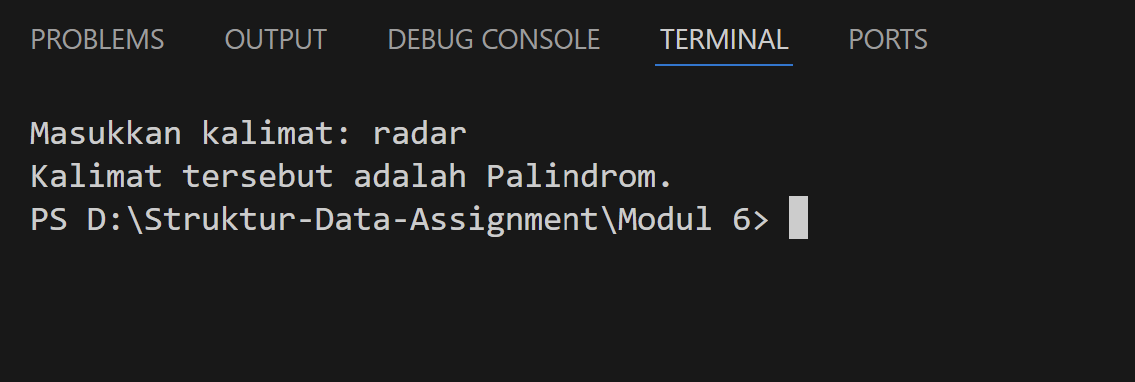 PROBLEMS OUTPUT DEBUG CONSOLE TERMINAL PORTS
Masukkan kalimat: radar
Kalimat tersebut adalah Palindrom.
PS D:\Struktur-Data-Assignment\Modul 6>